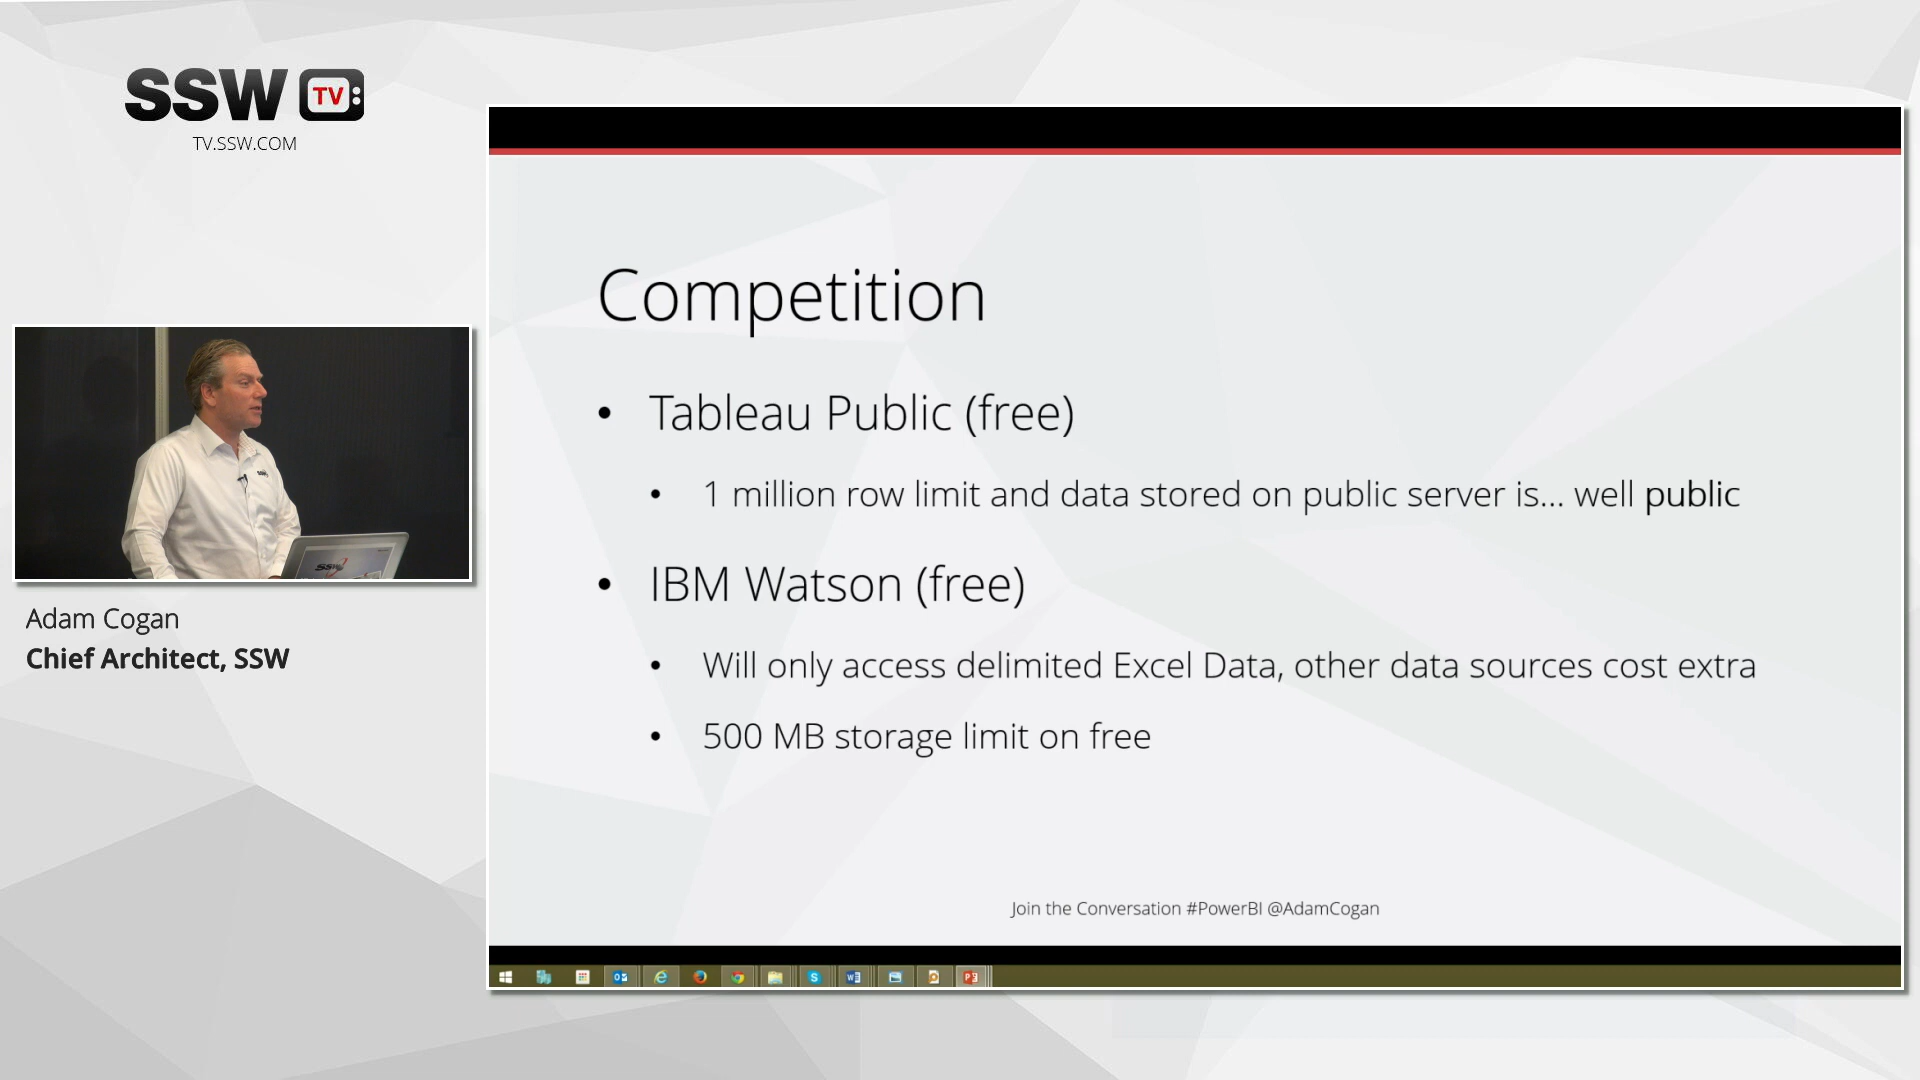 SSW TV
TV.SSW.COM
Competition
• Tableau Public (free)
• 1 million row limit and data stored on public server is... well public
• IBM Watson (free)
• Will only access delimited Excel Data, other data sources cost extra
• 500 MB storage limit on free
Join the Conversation #PowerBI @AdamCogan
SSW
Adam Cogan
Chief Architect, SSW